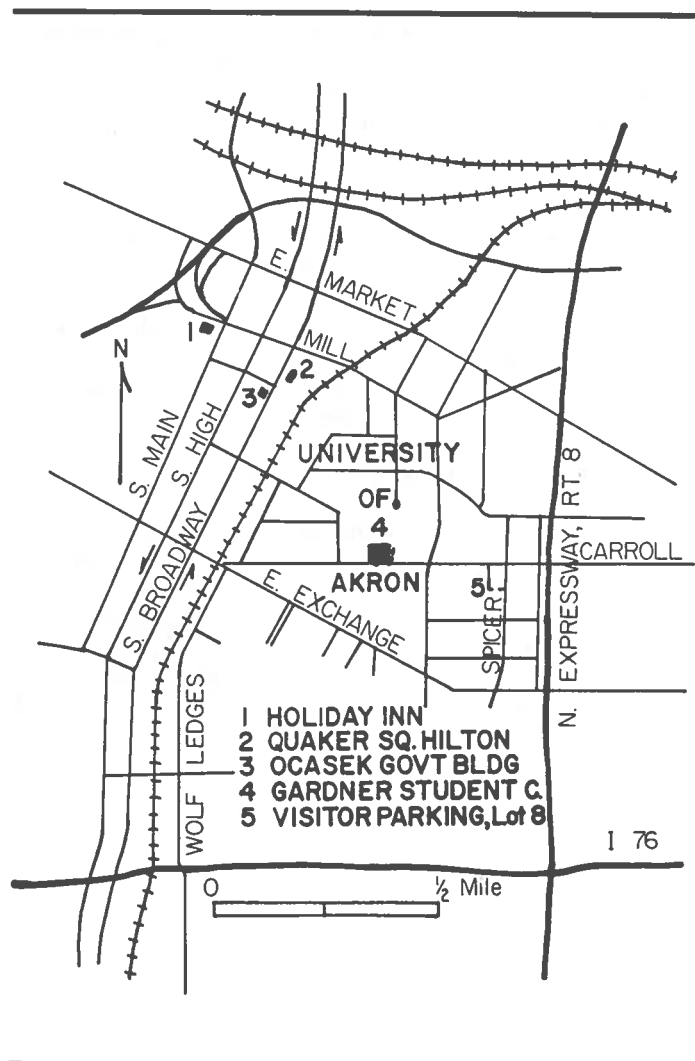 E. MARKET
1
N
MILL
2
3
S. MAIN
S. HIGH
UNIVERSITY
OF
4
AKRON
N. EXPRESSWAY, RT. 8
CARROLL
S. BROADWAY
5
E. EXCHANGE
SPICER
WOLF LEDGES
1 HOLIDAY INN
2 QUAKER SQ. HILTON
3 OCASEK GOVT BLDG
4 GARDNER STUDENT C.
5 VISITOR PARKING, Lot 8
I 76
0 ½ Mile